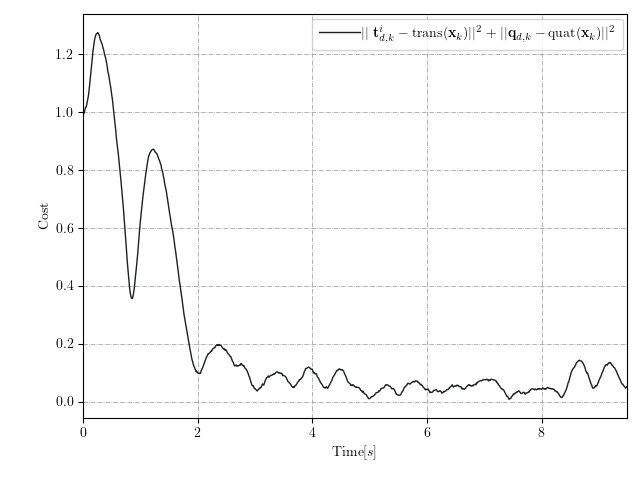 || t^i_{d,k} − trans(x_k)||^2 + ||q_{d,k} − quat(x_k)||^2
1.2
1.0
0.8
0.6
0.4
0.2
0.0
Cost
0 2 4 6 8
Time[s]